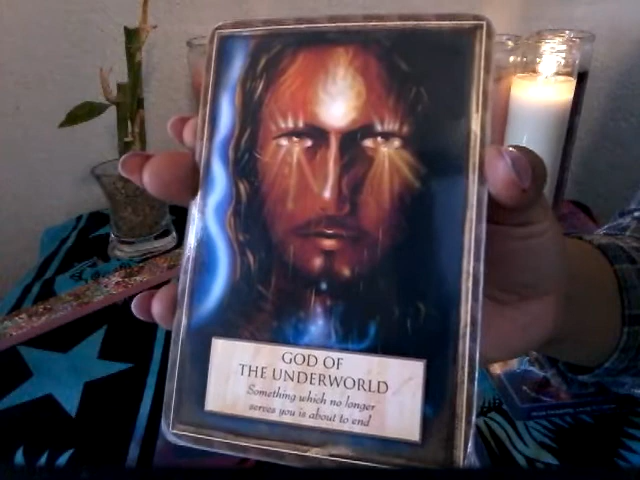 GOD OF
THE UNDERWORLD
Something which no longer
serves you is about to end